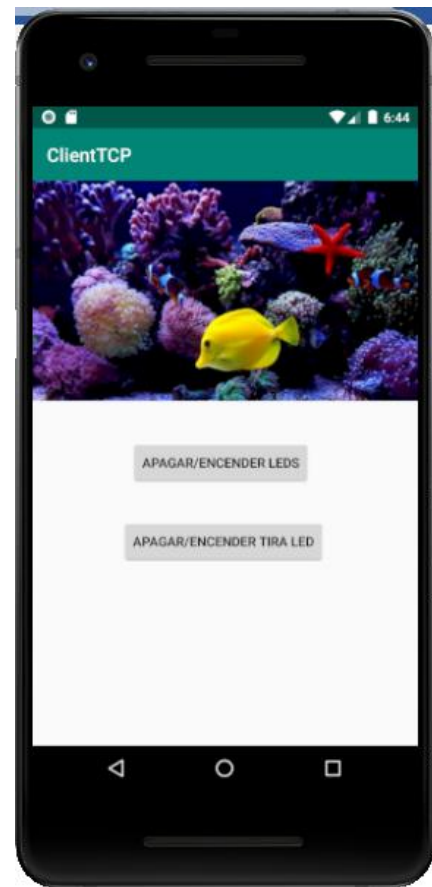 6:44
ClientTCP
APAGAR/ENCENDER LEDS
APAGAR/ENCENDER TIRA LED